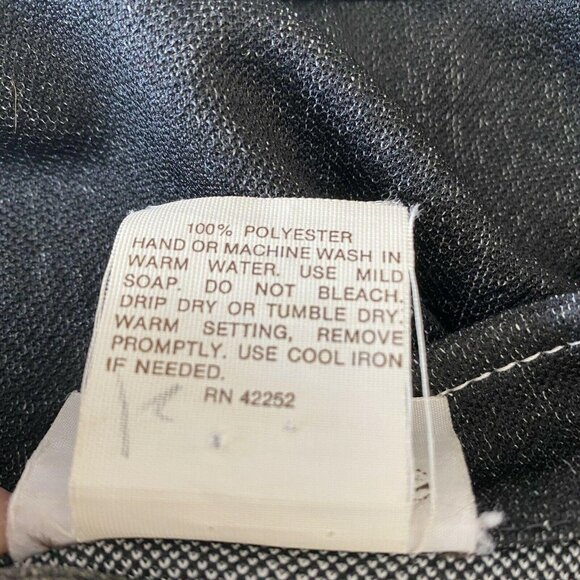 100% POLYESTER
HAND OR MACHINE WASH IN
WARM WATER. USE MILD
SOAP. DO NOT BLEACH.
DRIP DRY OR TUMBLE DRY.
WARM SETTING, REMOVE
PROMPTLY. USE COOL IRON
IF NEEDED.
RN 42252